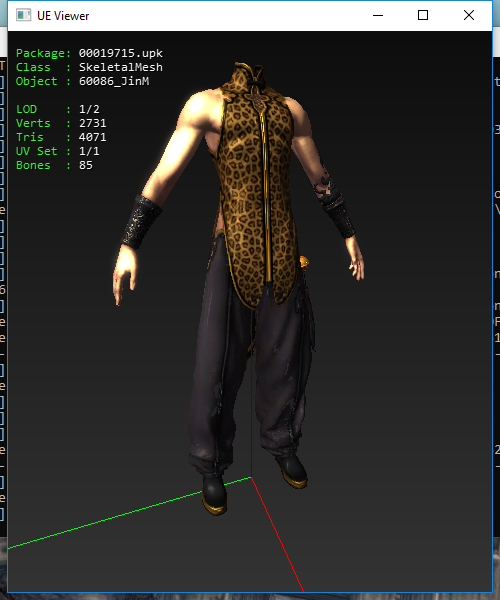 UE Viewer
Package: 00019715.upk
Class : SkeletalMesh
Object : 60086_JinM
LOD : 1/2
Verts : 2731
Tris : 4071
UV Set : 1/1
Bones : 85